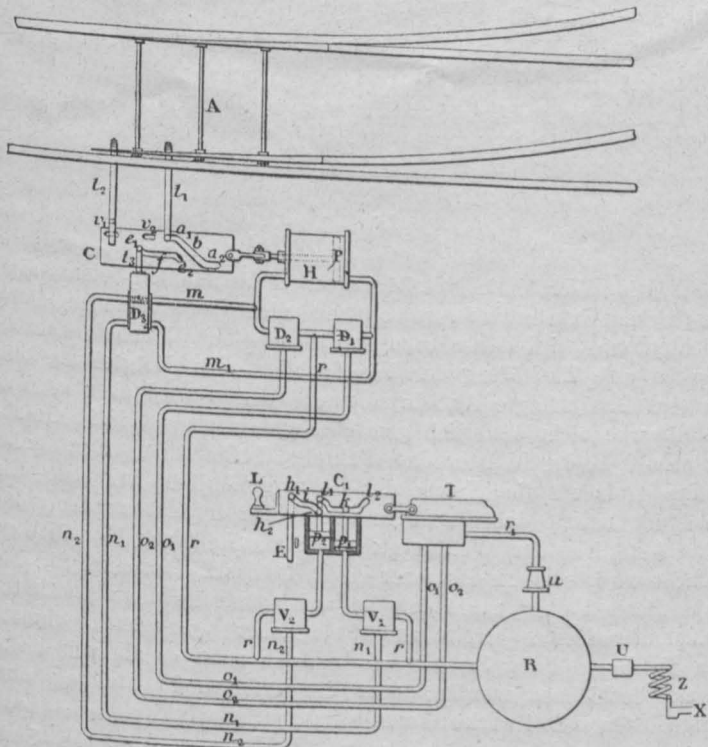 A
l₂ l₁
v₁ v₂ a₁ b
C e₁ a₂ H P
l₃ f e₂
m
D₃ D₂ D₁
m₁ r
L h₁ i l₁ C₁ k l₂ T
h₂ r₁
E p₂ p₁
n₂ n₁ o₂ o₁ r o₁ o₂ u
V₂ V₁ U
r n₂ n₁ r R Z
o₁ X
o₂
n₁
n₂